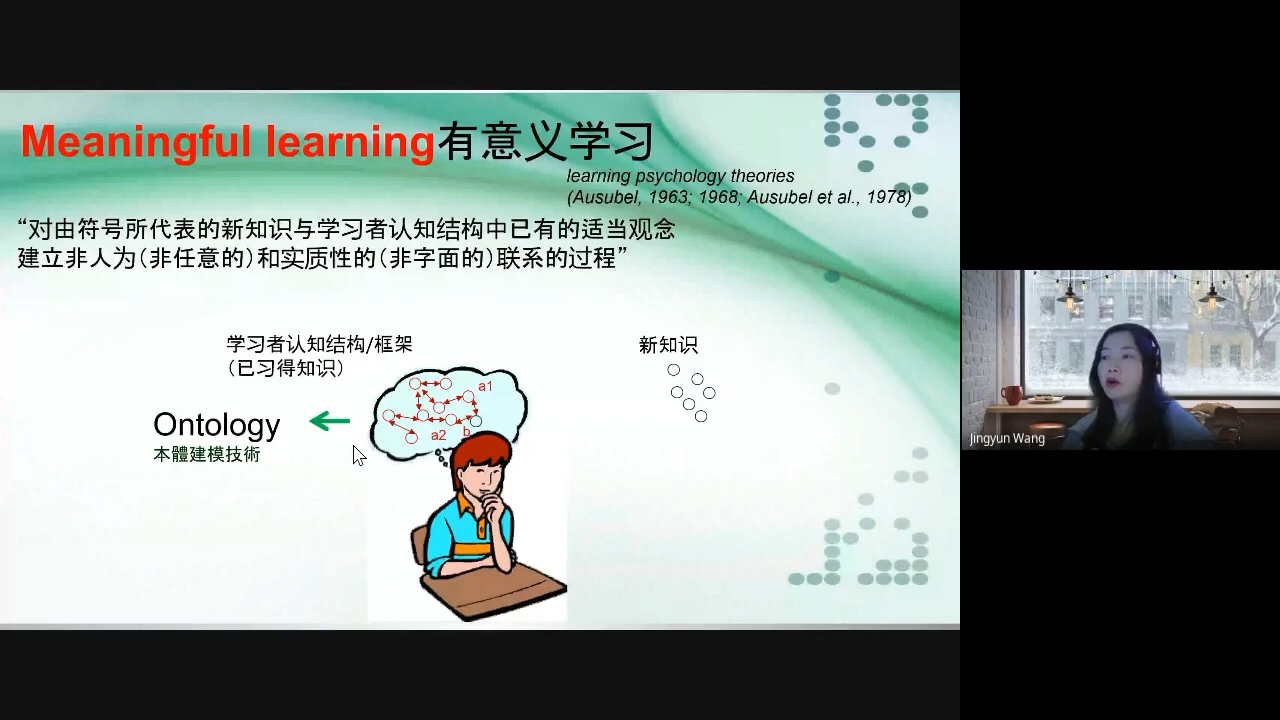 Meaningful learning有意义学习
learning psychology theories
(Ausubel, 1963; 1968; Ausubel et al., 1978)
“对由符号所代表的新知识与学习者认知结构中已有的适当观念
建立非人为(非任意的)和实质性的(非字面的)联系的过程”
学习者认知结构/框架
（已习得知识）
新知识
a1
a2
b
Ontology
本體建模技術
Jingyun Wang